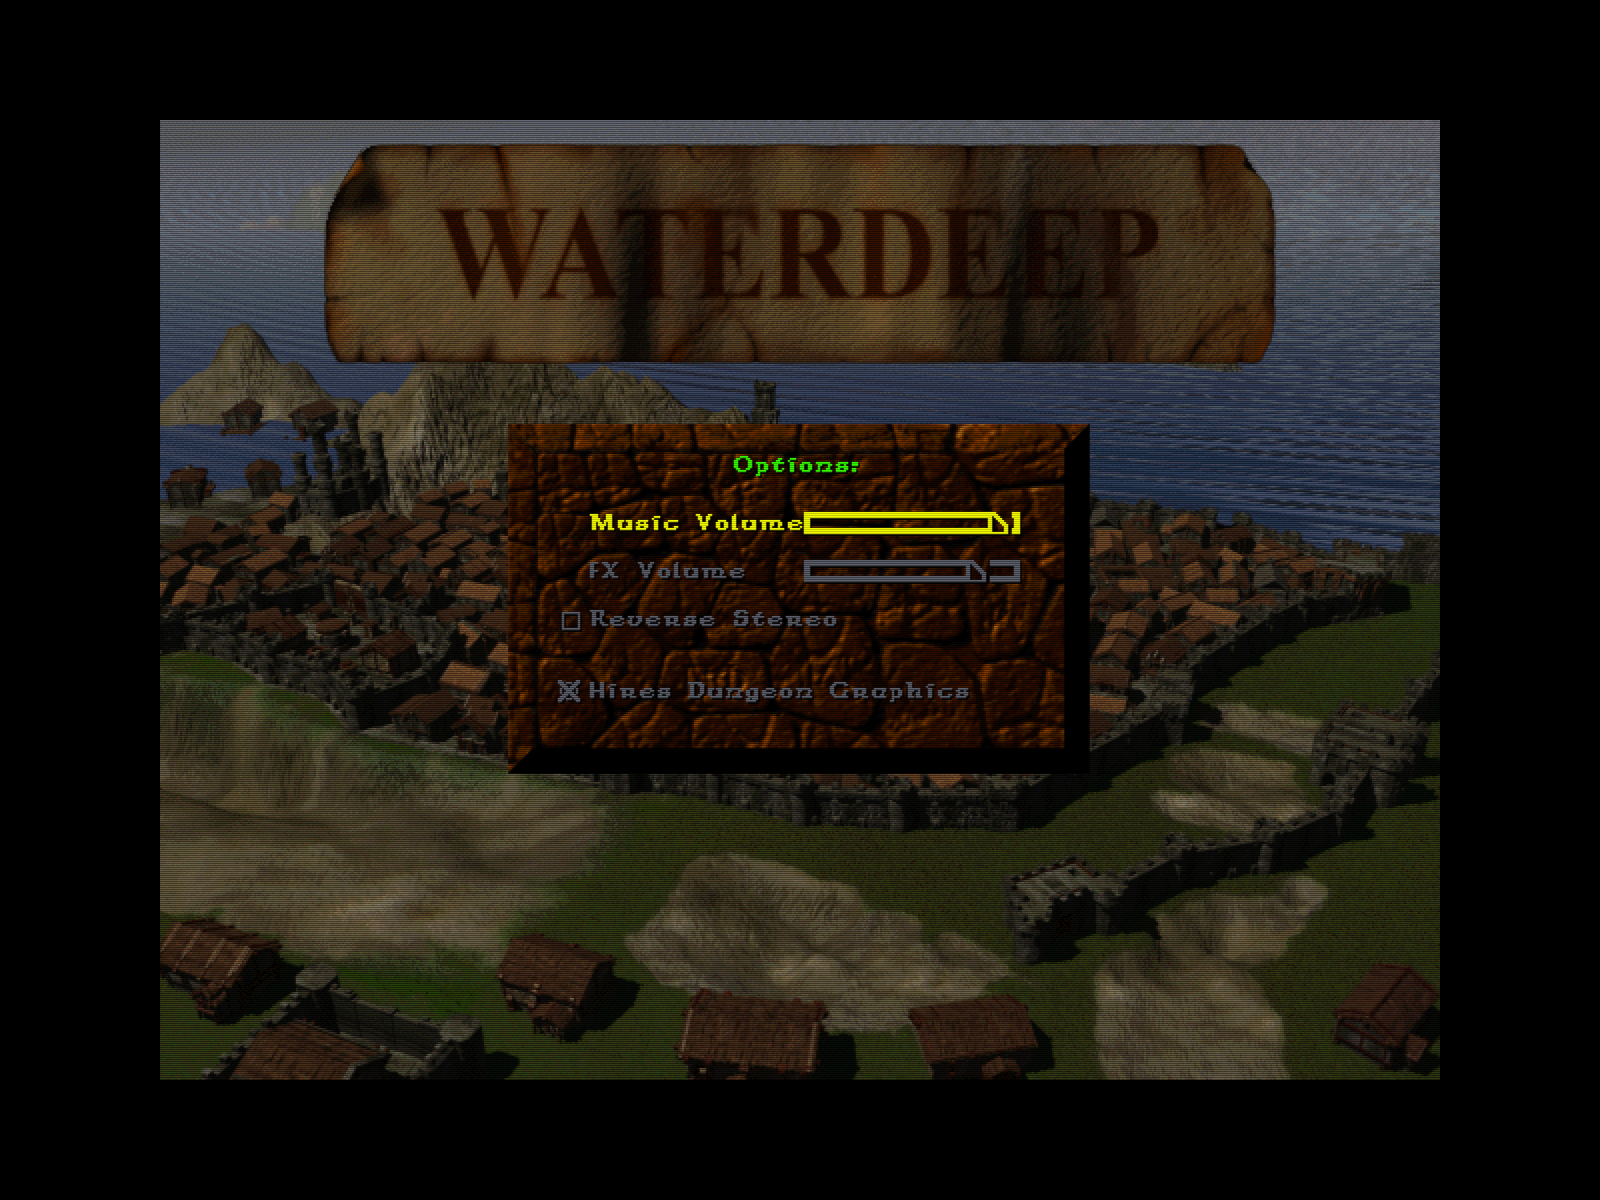 WATERDEEP
Options:
Music Volume
FX Volume
Reverse Stereo
Hires Dungeon Graphics